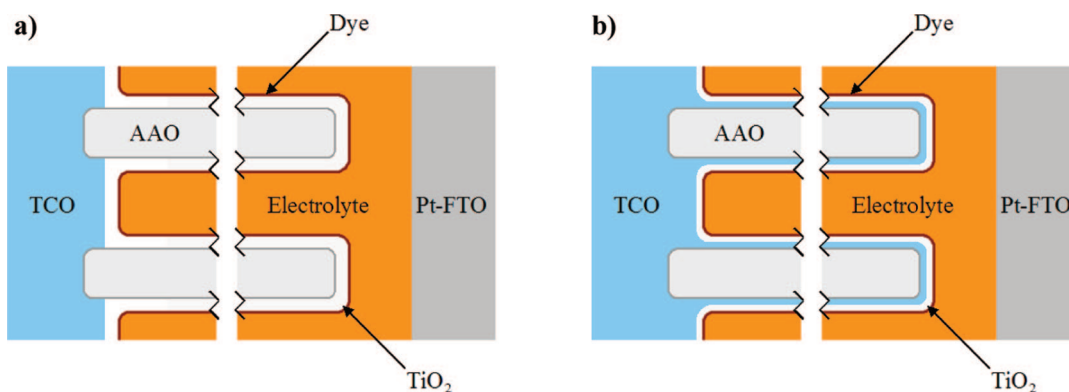 a)
Dye
AAO
TCO
Electrolyte
Pt-FTO
TiO₂
b)
Dye
AAO
TCO
Electrolyte
Pt-FTO
TiO₂